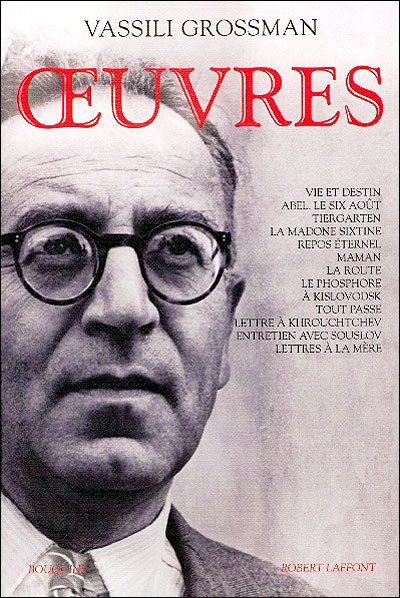 VASSILI GROSSMAN
ŒUVRES
VIE ET DESTIN
ABEL. LE SIX AOÛT
TIERGARTEN
LA MADONE SIXTINE
REPOS ÉTERNEL
MAMAN
LA ROUTE
LE PHOSPHORE
À KISLOVODSK
TOUT PASSE
LETTRE À KHROUCHTCHEV
ENTRETIEN AVEC SOUSLOV
LETTRES À LA MÈRE
BOUQUINS
ROBERT LAFFONT